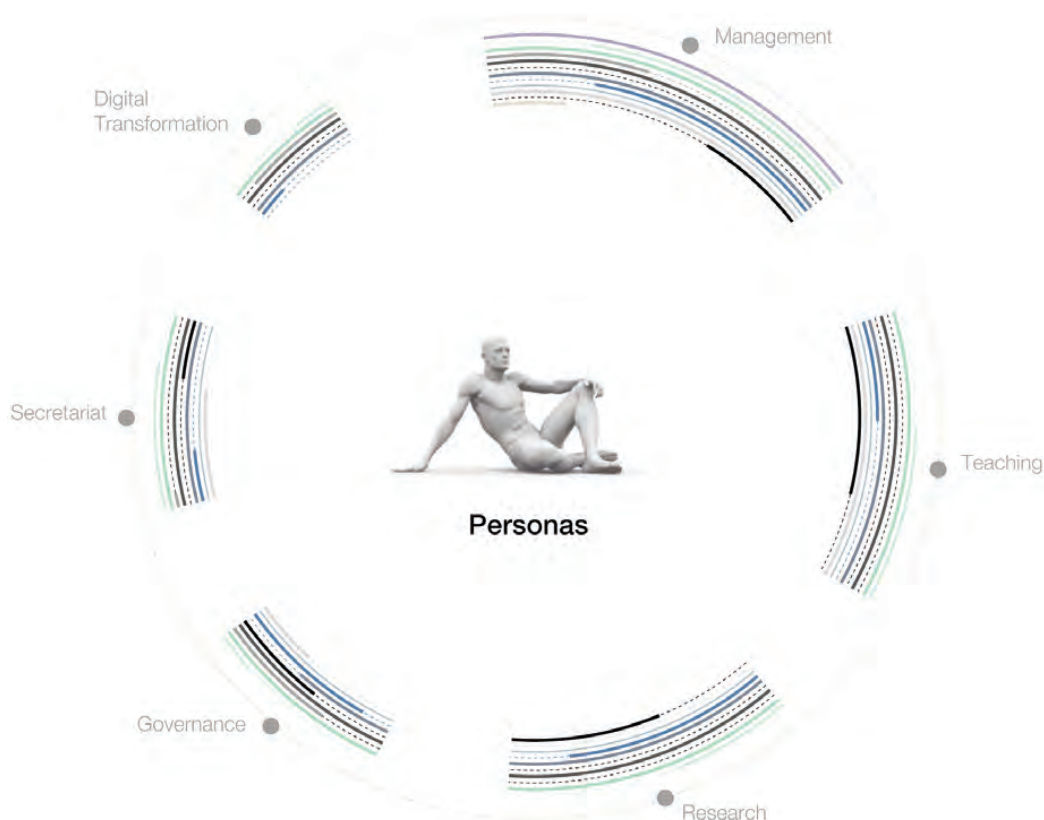 Management
Digital
Transformation
Secretariat
Teaching
Personas
Governance
Research